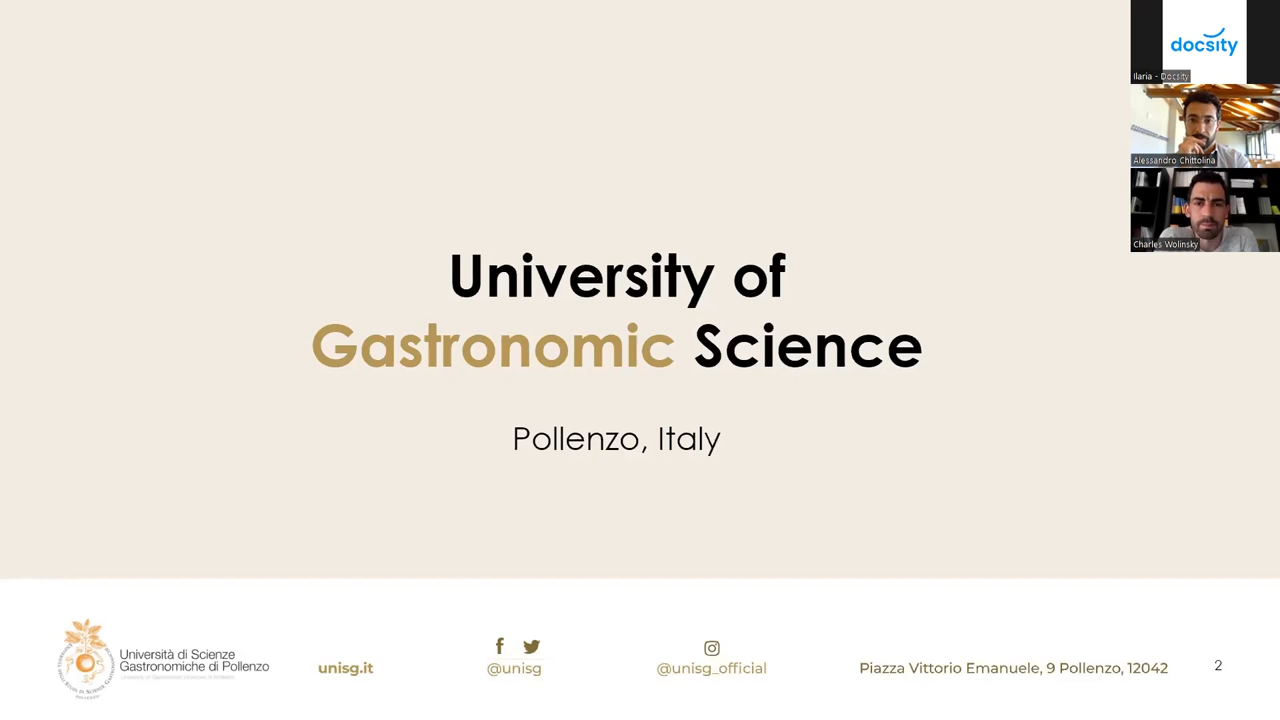 docsity
Ilaria - Docsity
Alessandro Chittolina
Charles Wolinsky
University of
Gastronomic Science
Pollenzo, Italy
Università di Scienze
Gastronomiche di Pollenzo
unisg.it
@unisg
@unisg_official
Piazza Vittorio Emanuele, 9 Pollenzo, 12042
2